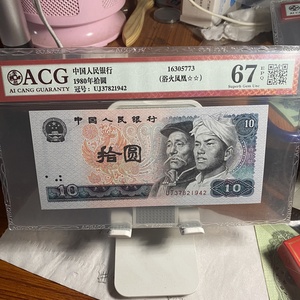 ACG
AI CANG GUARANTY
中国人民银行
1980年拾圆
冠号：UJ37821942
16305773
(浴火凤凰☆☆)
67 EPQ
Superb Gem Unc
中国人民银行
10
拾圆
10
UJ37821942
10